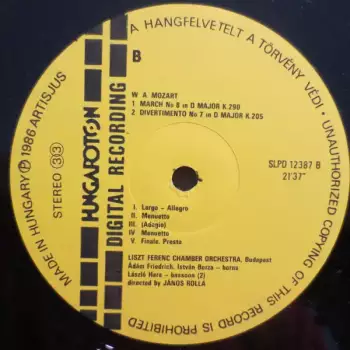 A HANGFELVETELT A TÖRVÉNY VÉDI · UNAUTHORIZED COPYING OF THIS RECORD IS PROHIBITED
MADE IN HUNGARY Ⓟ 1986 ARTISJUS
STEREO 33
HUNGAROTON
DIGITAL RECORDING
B
W A MOZART
1 MARCH No 8 in D MAJOR K.290
2 DIVERTIMENTO No 7 in D MAJOR K.205
SLPD 12387 B
21'37"
I. Largo - Allegro
II. Menuetto
III. (Adagio)
IV Menuetto
V. Finale. Presto
LISZT FERENC CHAMBER ORCHESTRA, Budapest
Ádám Friedrich, István Borza - horns
László Hara - bassoon (2)
directed by JÁNOS ROLLA